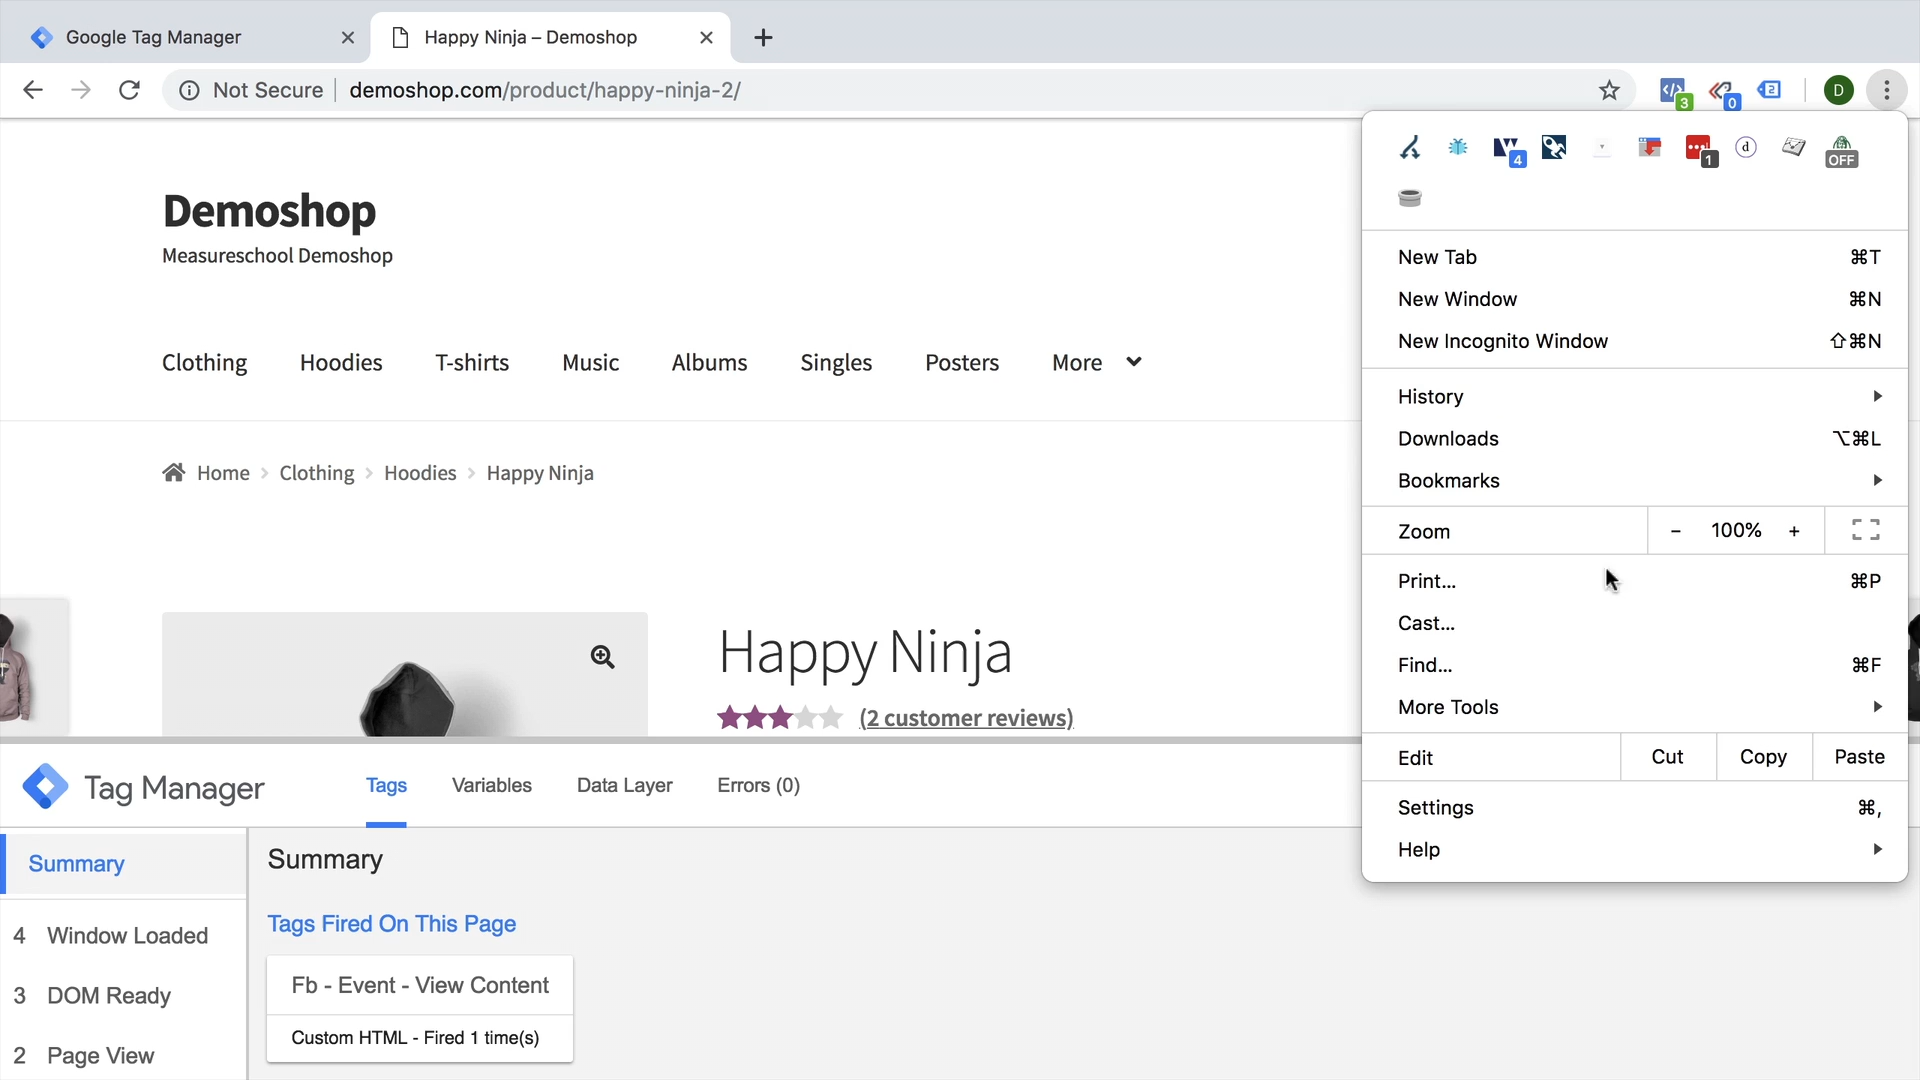 Google Tag Manager
Happy Ninja – Demoshop
Not Secure
demoshop.com/product/happy-ninja-2/
3
0
2
D
4
1
d
OFF
Demoshop
Measureschool Demoshop
Clothing
Hoodies
T-shirts
Music
Albums
Singles
Posters
More
Home
Clothing
Hoodies
Happy Ninja
Happy Ninja
(2 customer reviews)
New Tab ⌘T
New Window ⌘N
New Incognito Window ⇧⌘N
History
Downloads ⌥⌘L
Bookmarks
Zoom - 100% +
Print... ⌘P
Cast...
Find... ⌘F
More Tools
Edit Cut Copy Paste
Settings ⌘,
Help
Tag Manager
Tags
Variables
Data Layer
Errors (0)
Summary
4 Window Loaded
3 DOM Ready
2 Page View
Summary
Tags Fired On This Page
Fb - Event - View Content
Custom HTML - Fired 1 time(s)